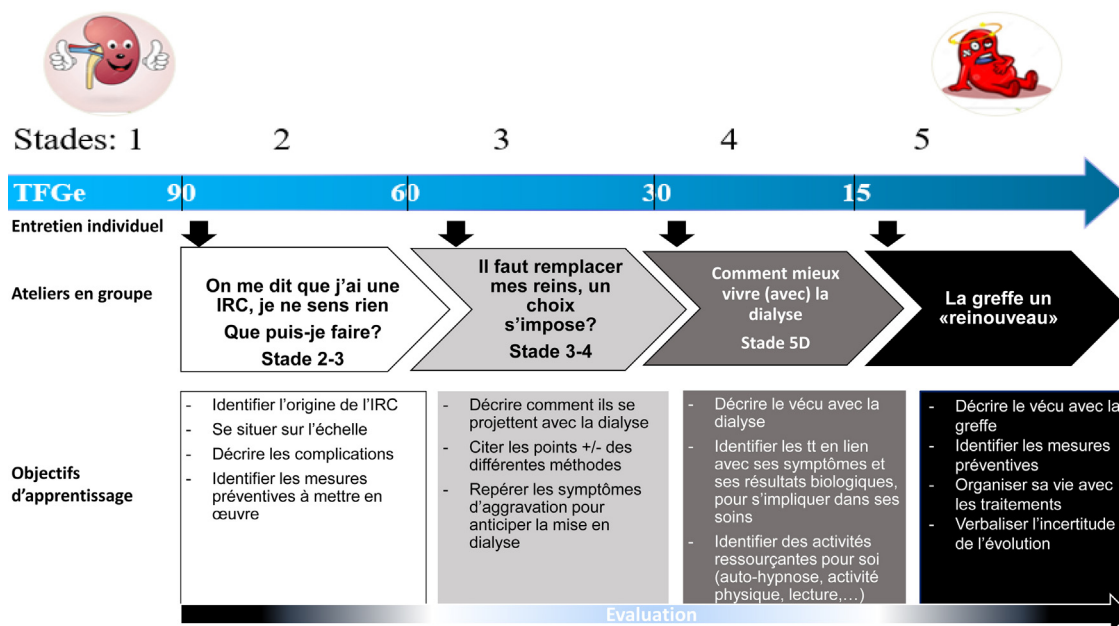 Stades: 1 2 3 4 5
TFGe 90 60 30 15
Entretien individuel
Ateliers en groupe
On me dit que j'ai une
IRC, je ne sens rien
Que puis-je faire?
Stade 2-3
Il faut remplacer
mes reins, un
choix
s'impose?
Stade 3-4
Comment mieux
vivre (avec) la
dialyse
Stade 5D
La greffe un
«reinouveau»
Objectifs
d'apprentissage
- Identifier l'origine de l'IRC
- Se situer sur l'échelle
- Décrire les complications
- Identifier les mesures
préventives à mettre en
œuvre
- Décrire comment ils se
projettent avec la dialyse
- Citer les points +/- des
différentes méthodes
- Repérer les symptômes
d'aggravation pour
anticiper la mise en
dialyse
- Décrire le vécu avec la
dialyse
- Identifier les tt en lien
avec ses symptômes et
ses résultats biologiques,
pour s'impliquer dans ses
soins
- Identifier des activités
ressourçantes pour soi
(auto-hypnose, activité
physique, lecture,…)
- Décrire le vécu avec la
greffe
- Identifier les mesures
préventives
- Organiser sa vie avec
les traitements
- Verbaliser l'incertitude
de l'évolution
Evaluation